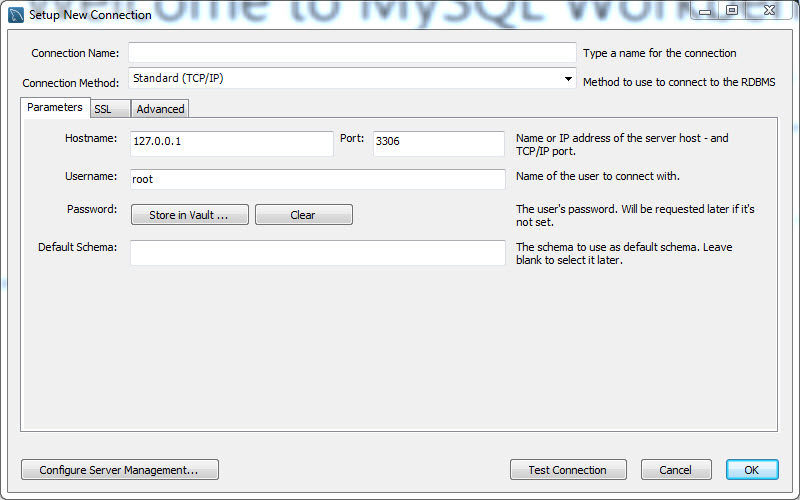 Welcome to MySQL Workben
Setup New Connection
Connection Name: Type a name for the connection
Connection Method: Standard (TCP/IP) Method to use to connect to the RDBMS
Parameters SSL Advanced
Hostname: 127.0.0.1 Port: 3306 Name or IP address of the server host - and
TCP/IP port.
Username: root Name of the user to connect with.
Password: Store in Vault ... Clear The user's password. Will be requested later if it's
not set.
Default Schema: The schema to use as default schema. Leave
blank to select it later.
Configure Server Management... Test Connection Cancel OK